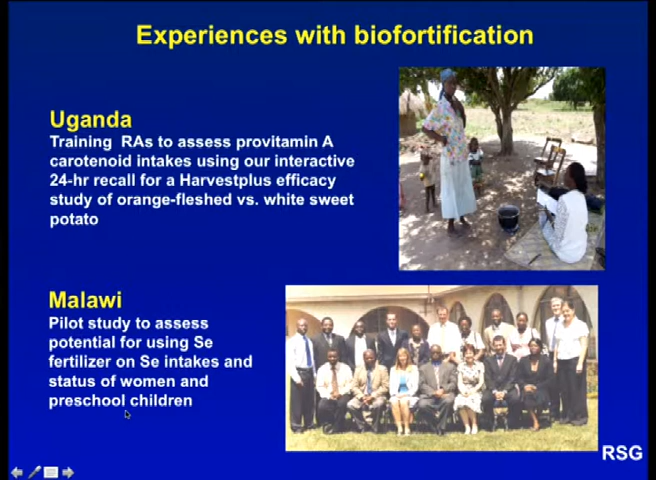 Experiences with biofortification
Uganda
Training RAs to assess provitamin A
carotenoid intakes using our interactive
24-hr recall for a Harvestplus efficacy
study of orange-fleshed vs. white sweet
potato
Malawi
Pilot study to assess
potential for using Se
fertilizer on Se intakes and
status of women and
preschool children
RSG